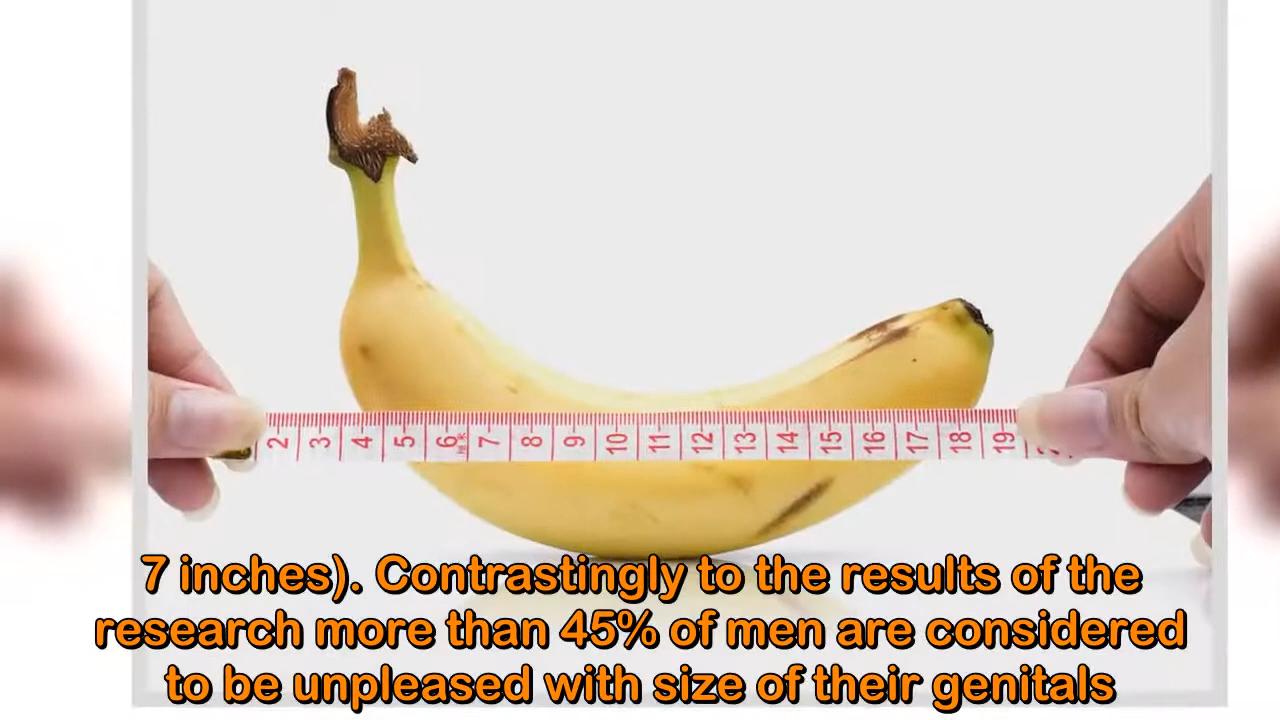 2 3 4 5 6 7 8 9 10 11 12 13 14 15 16 17 18 19
7 inches). Contrastingly to the results of the
research more than 45% of men are considered
to be unpleased with size of their genitals